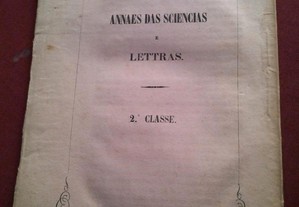 ANNAES DAS SCIENCIAS
E
LETTRAS.
2.ª CLASSE.